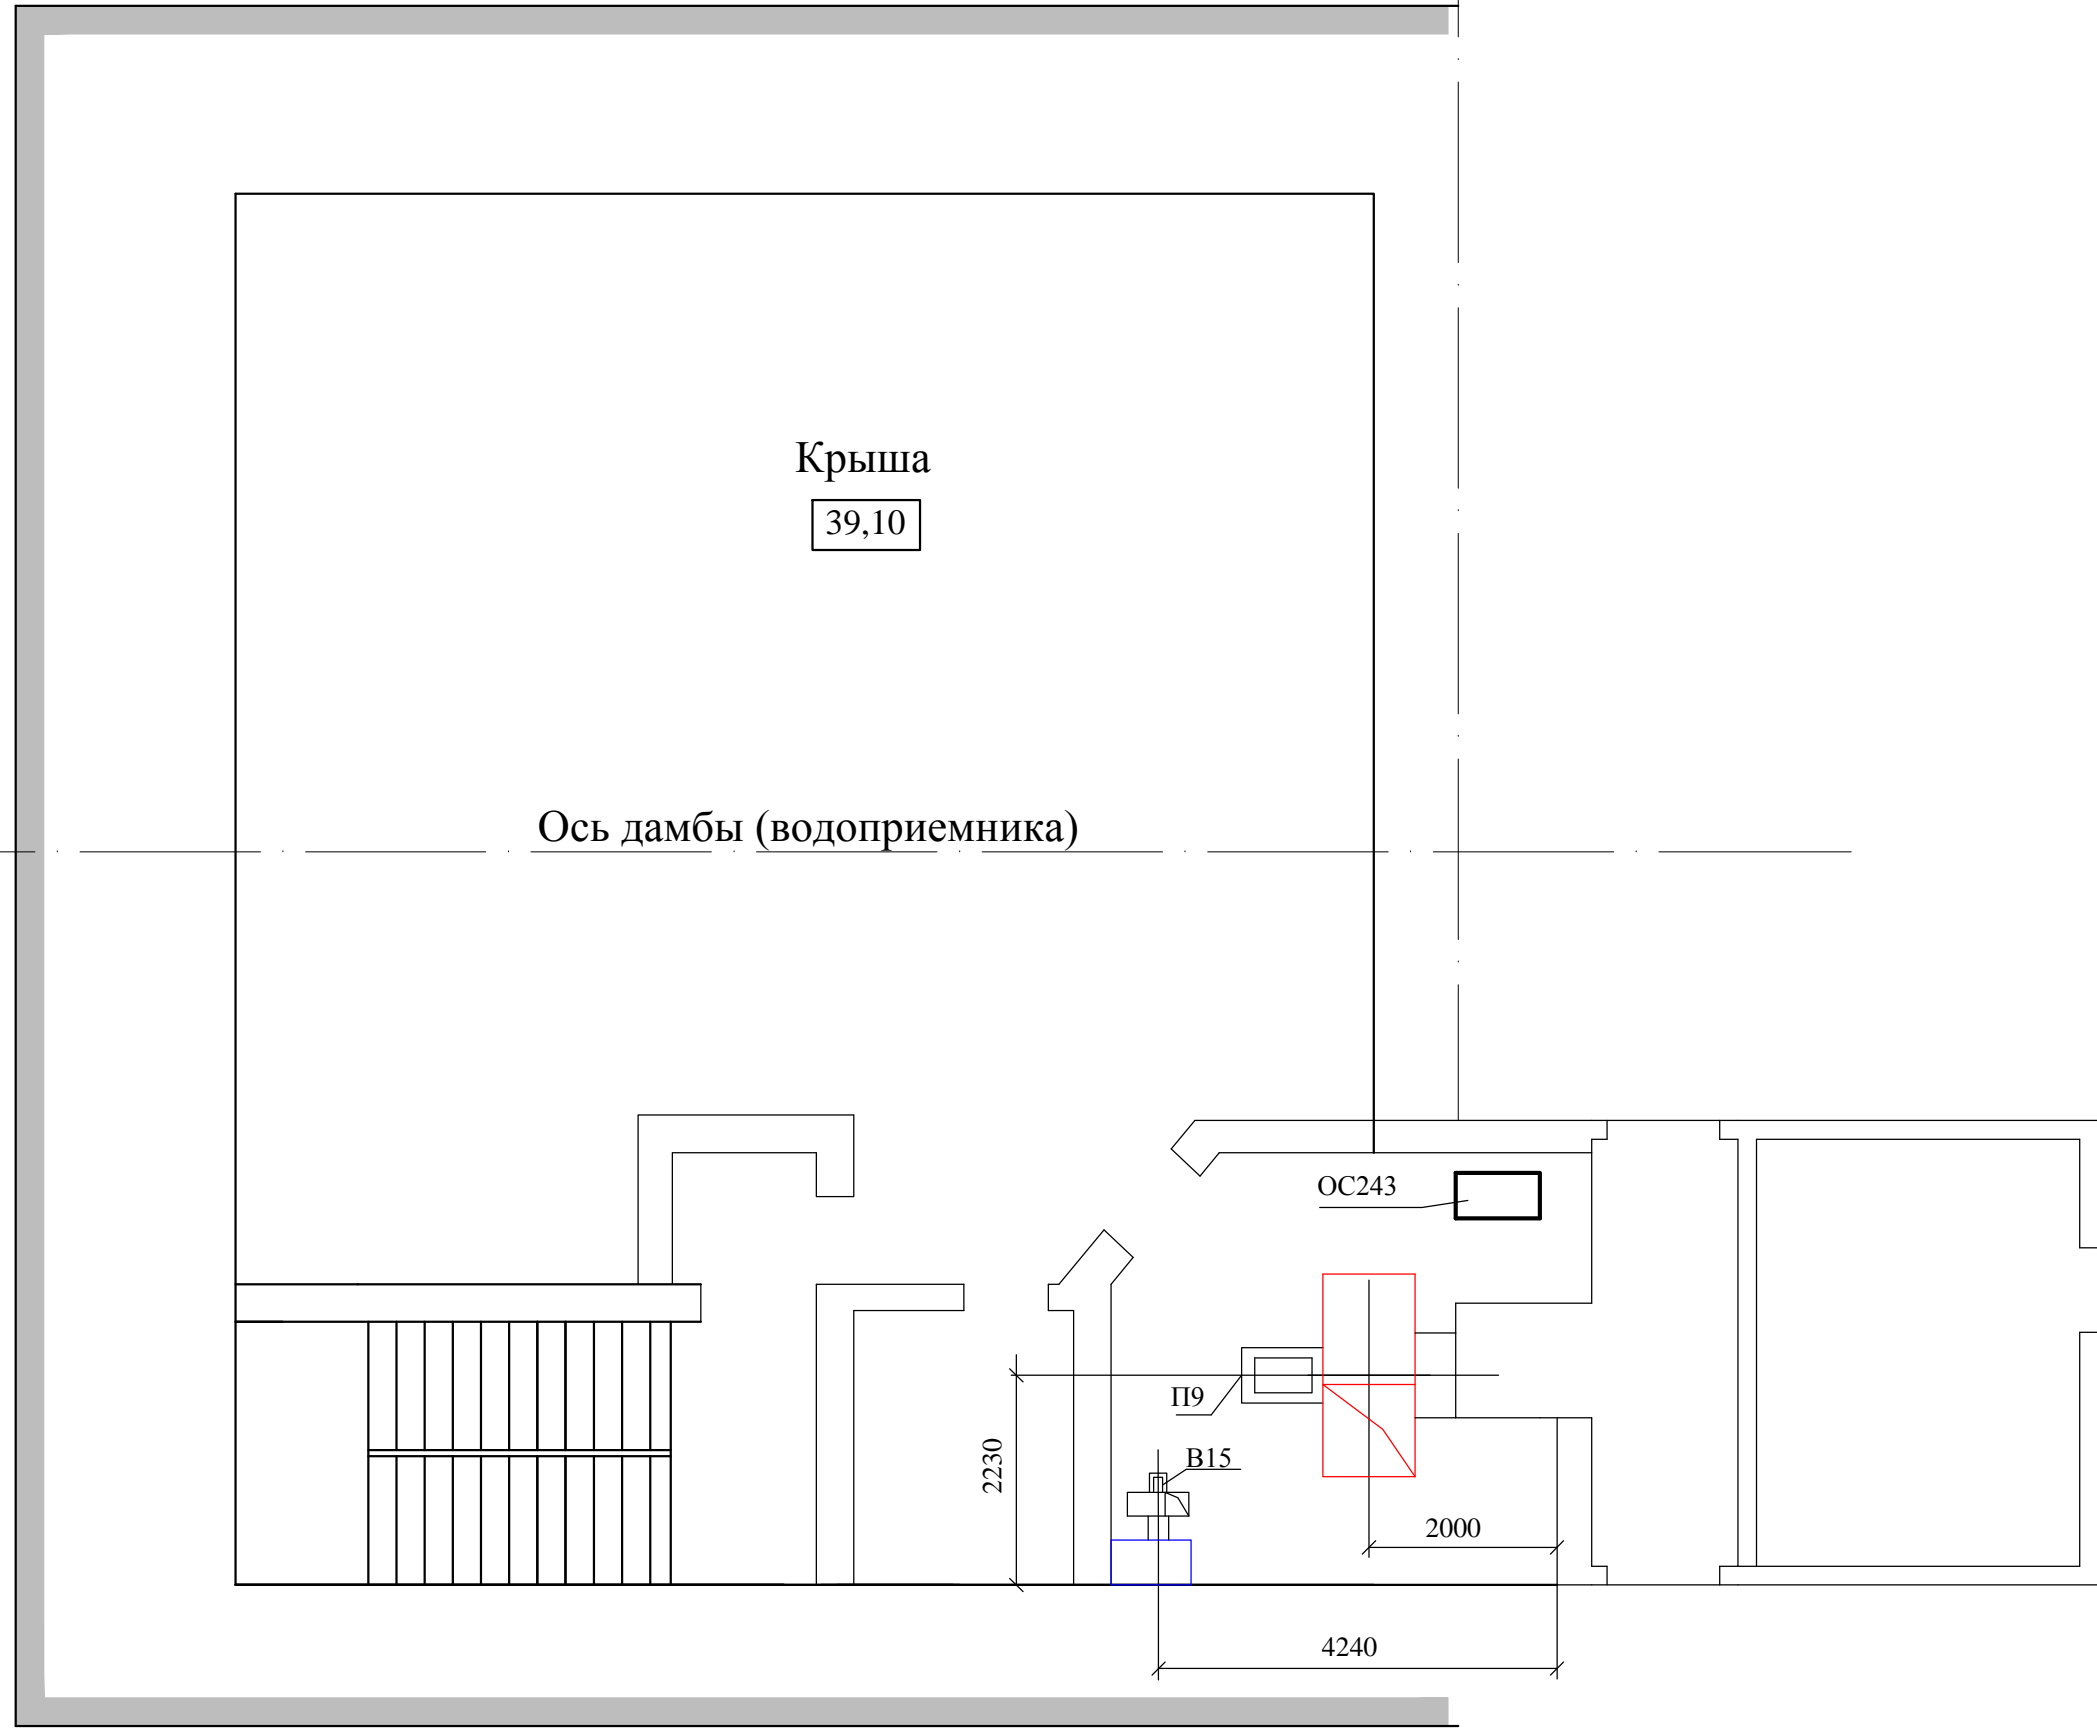 Крыша
39,10
Ось дамбы (водоприемника)
ОС243
П9
В15
2230
2000
4240